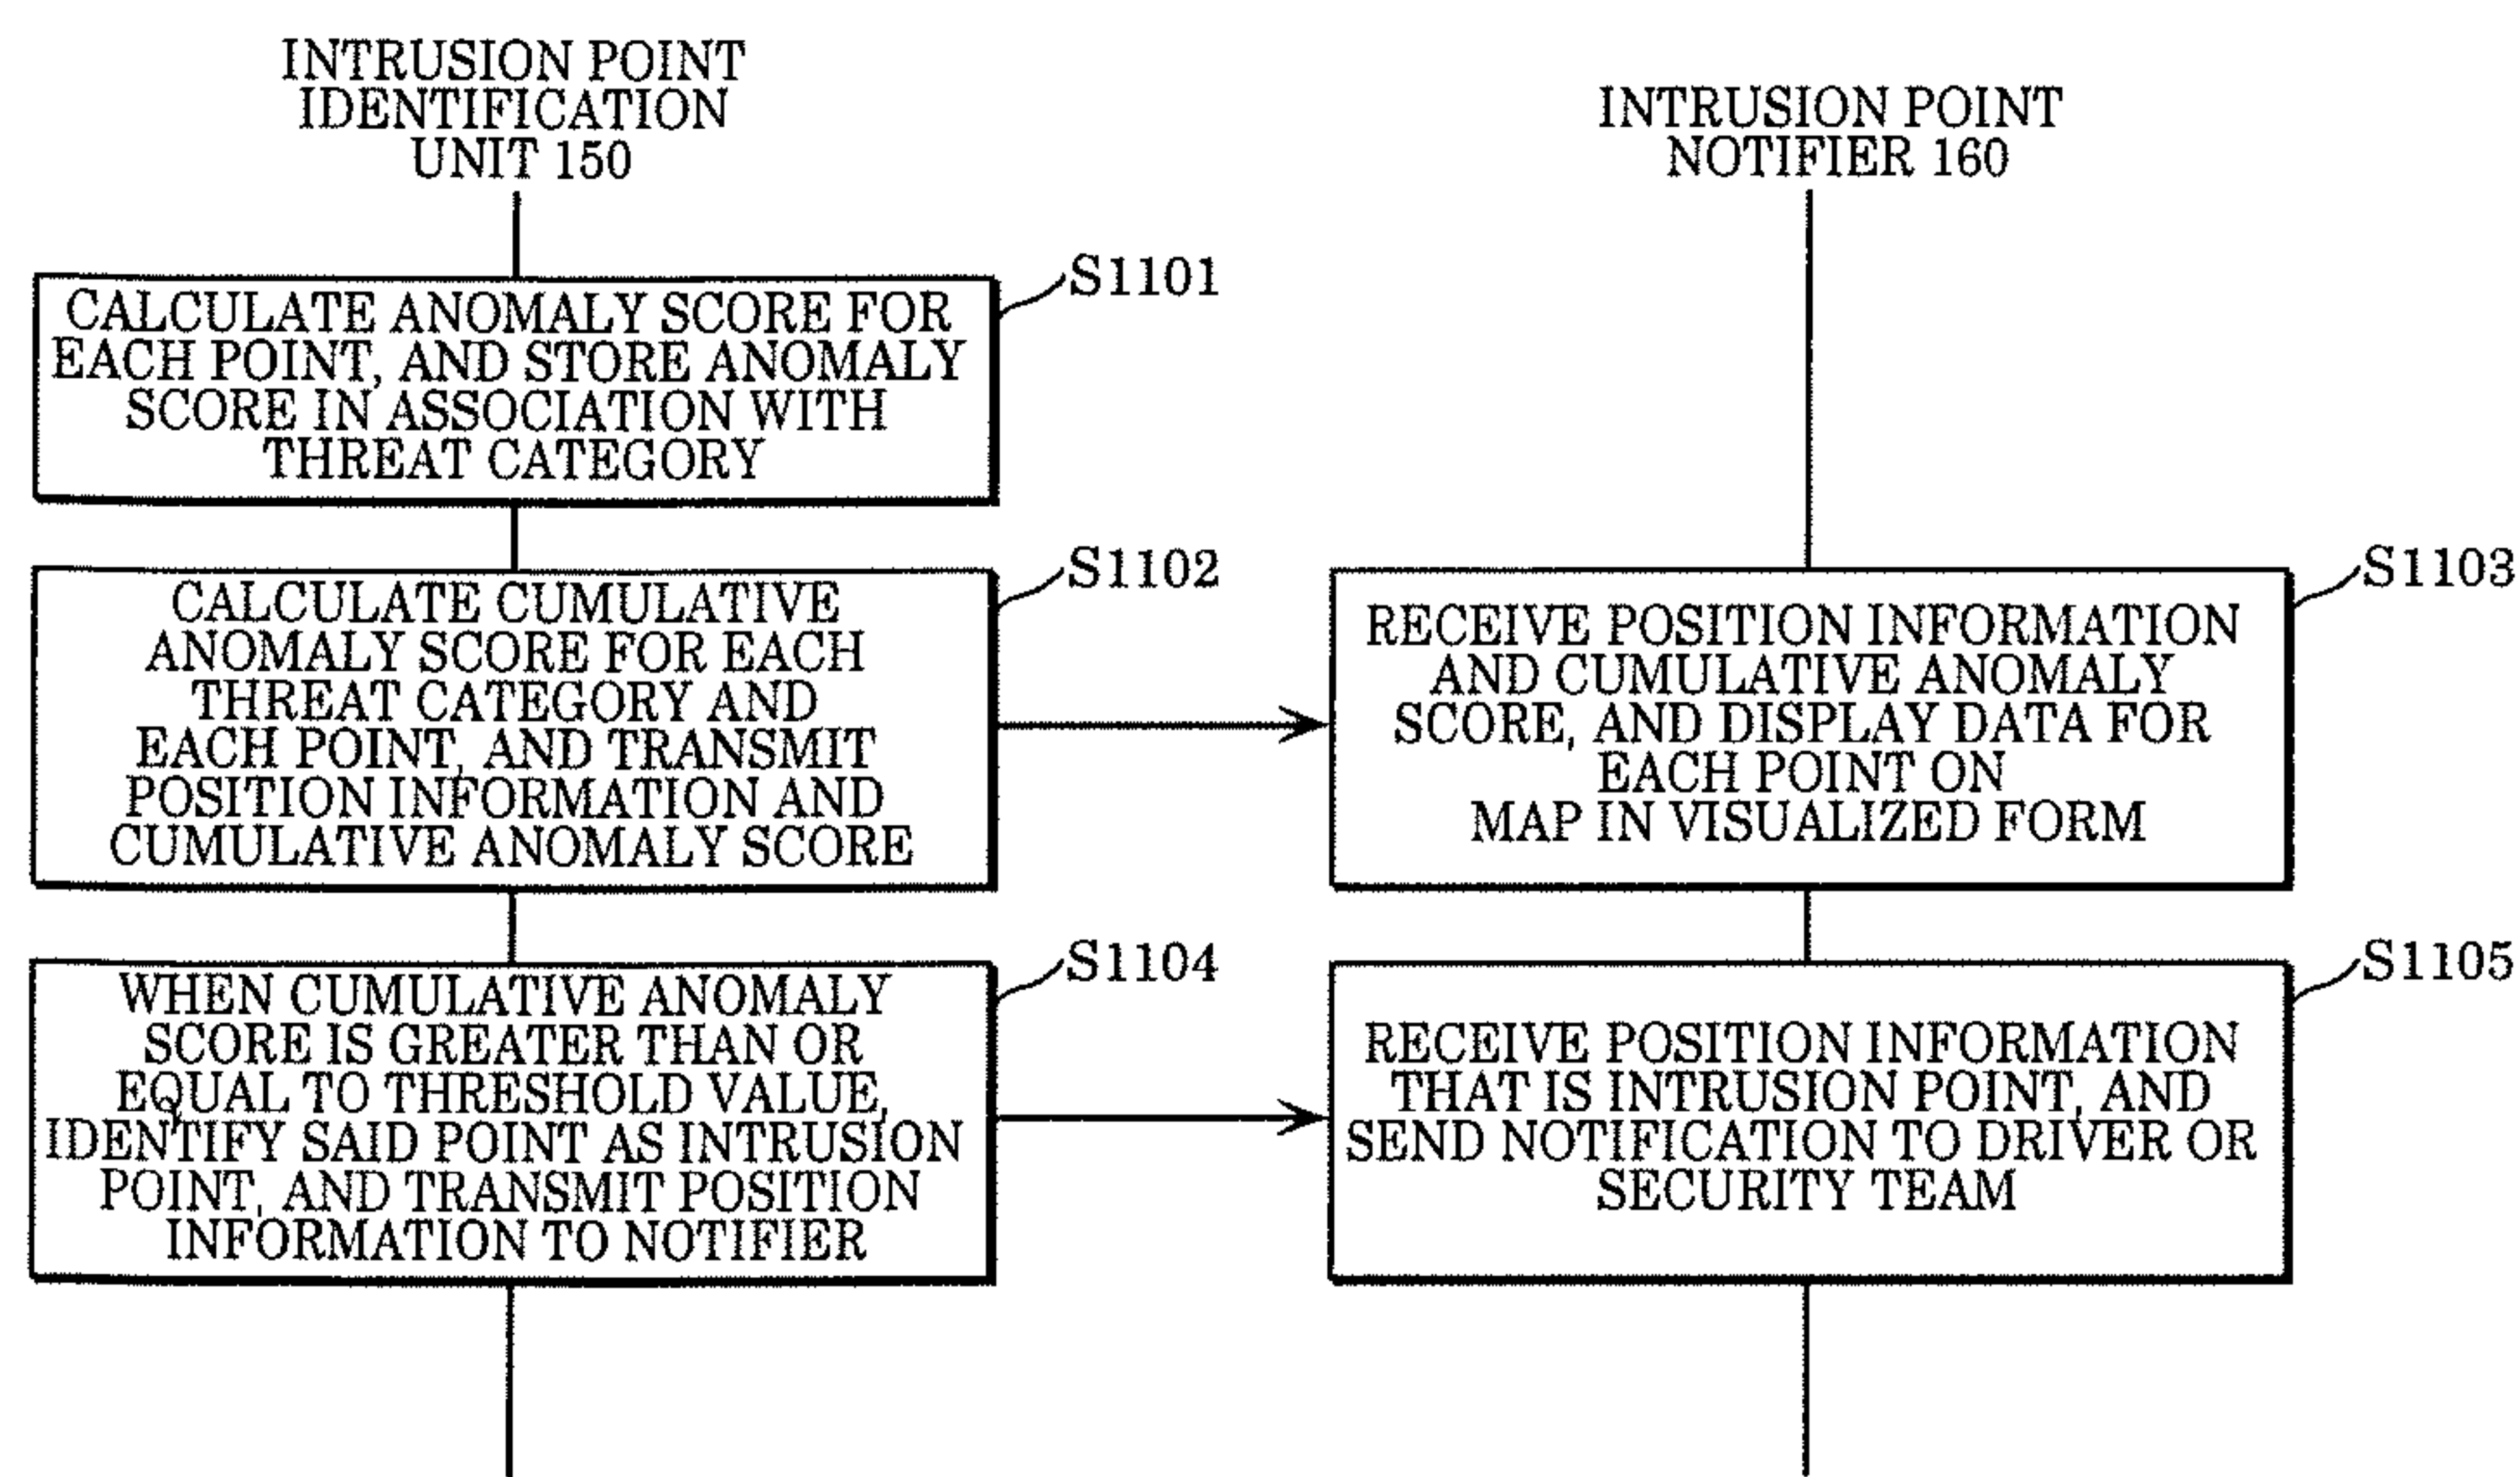 INTRUSION POINT
IDENTIFICATION
UNIT 150
INTRUSION POINT
NOTIFIER 160
S1101
CALCULATE ANOMALY SCORE FOR
EACH POINT, AND STORE ANOMALY
SCORE IN ASSOCIATION WITH
THREAT CATEGORY
S1102
CALCULATE CUMULATIVE
ANOMALY SCORE FOR EACH
THREAT CATEGORY AND
EACH POINT, AND TRANSMIT
POSITION INFORMATION AND
CUMULATIVE ANOMALY SCORE
S1103
RECEIVE POSITION INFORMATION
AND CUMULATIVE ANOMALY
SCORE, AND DISPLAY DATA FOR
EACH POINT ON
MAP IN VISUALIZED FORM
S1104
WHEN CUMULATIVE ANOMALY
SCORE IS GREATER THAN OR
EQUAL TO THRESHOLD VALUE,
IDENTIFY SAID POINT AS INTRUSION
POINT, AND TRANSMIT POSITION
INFORMATION TO NOTIFIER
S1105
RECEIVE POSITION INFORMATION
THAT IS INTRUSION POINT, AND
SEND NOTIFICATION TO DRIVER OR
SECURITY TEAM